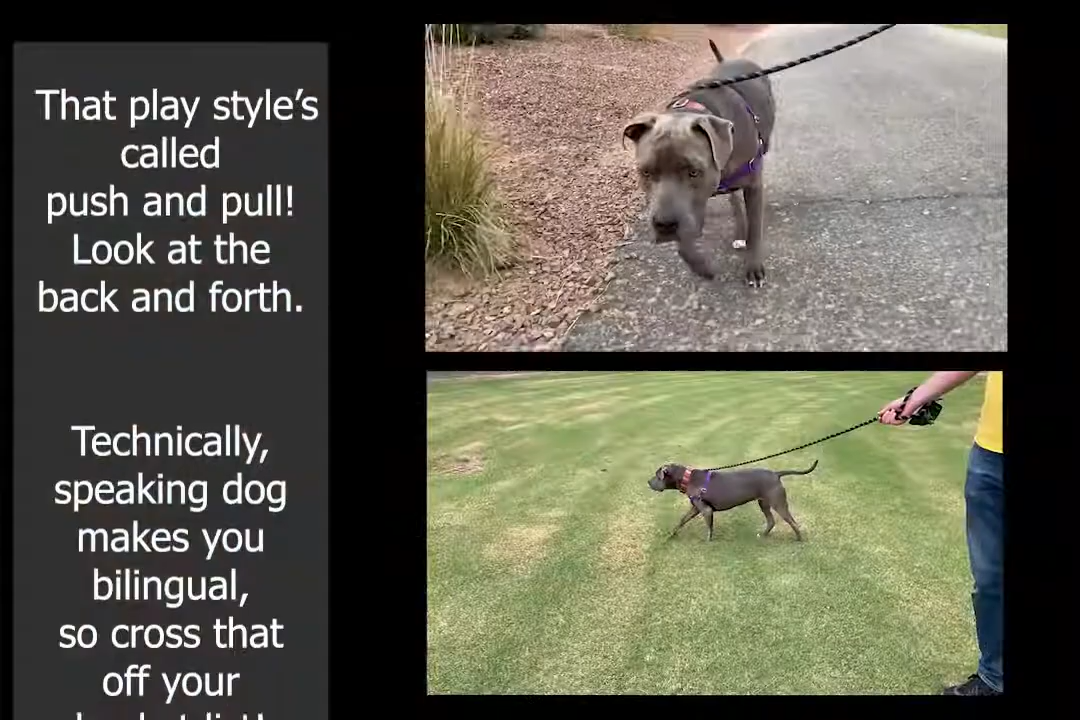 That play style's
called
push and pull!
Look at the
back and forth.
Technically,
speaking dog
makes you
bilingual,
so cross that
off your